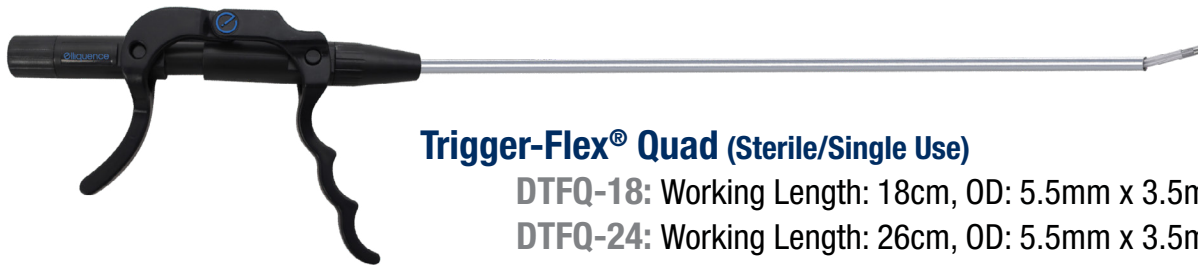 elliquence
Trigger-Flex® Quad (Sterile/Single Use)
DTFQ-18: Working Length: 18cm, OD: 5.5mm x 3.5m
DTFQ-24: Working Length: 26cm, OD: 5.5mm x 3.5m